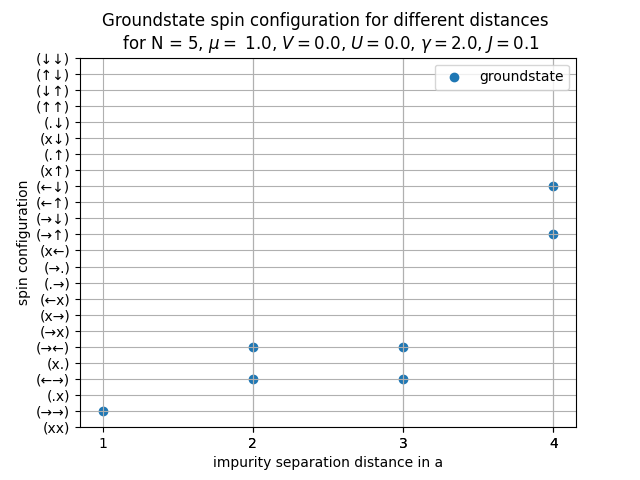 Groundstate spin configuration for different distances
for N = 5, μ = 1.0, V = 0.0, U = 0.0, γ = 2.0, J = 0.1
groundstate
(↓↓)
(↑↓)
(↓↑)
(↑↑)
(.↓)
(x↓)
(.↑)
(x↑)
(←↓)
(←↑)
(→↓)
(→↑)
(x←)
(→.)
(.→)
(←x)
(x→)
(→x)
(→←)
(x.)
(←→)
(.x)
(→→)
(xx)
spin configuration
1 2 3 4
impurity separation distance in a